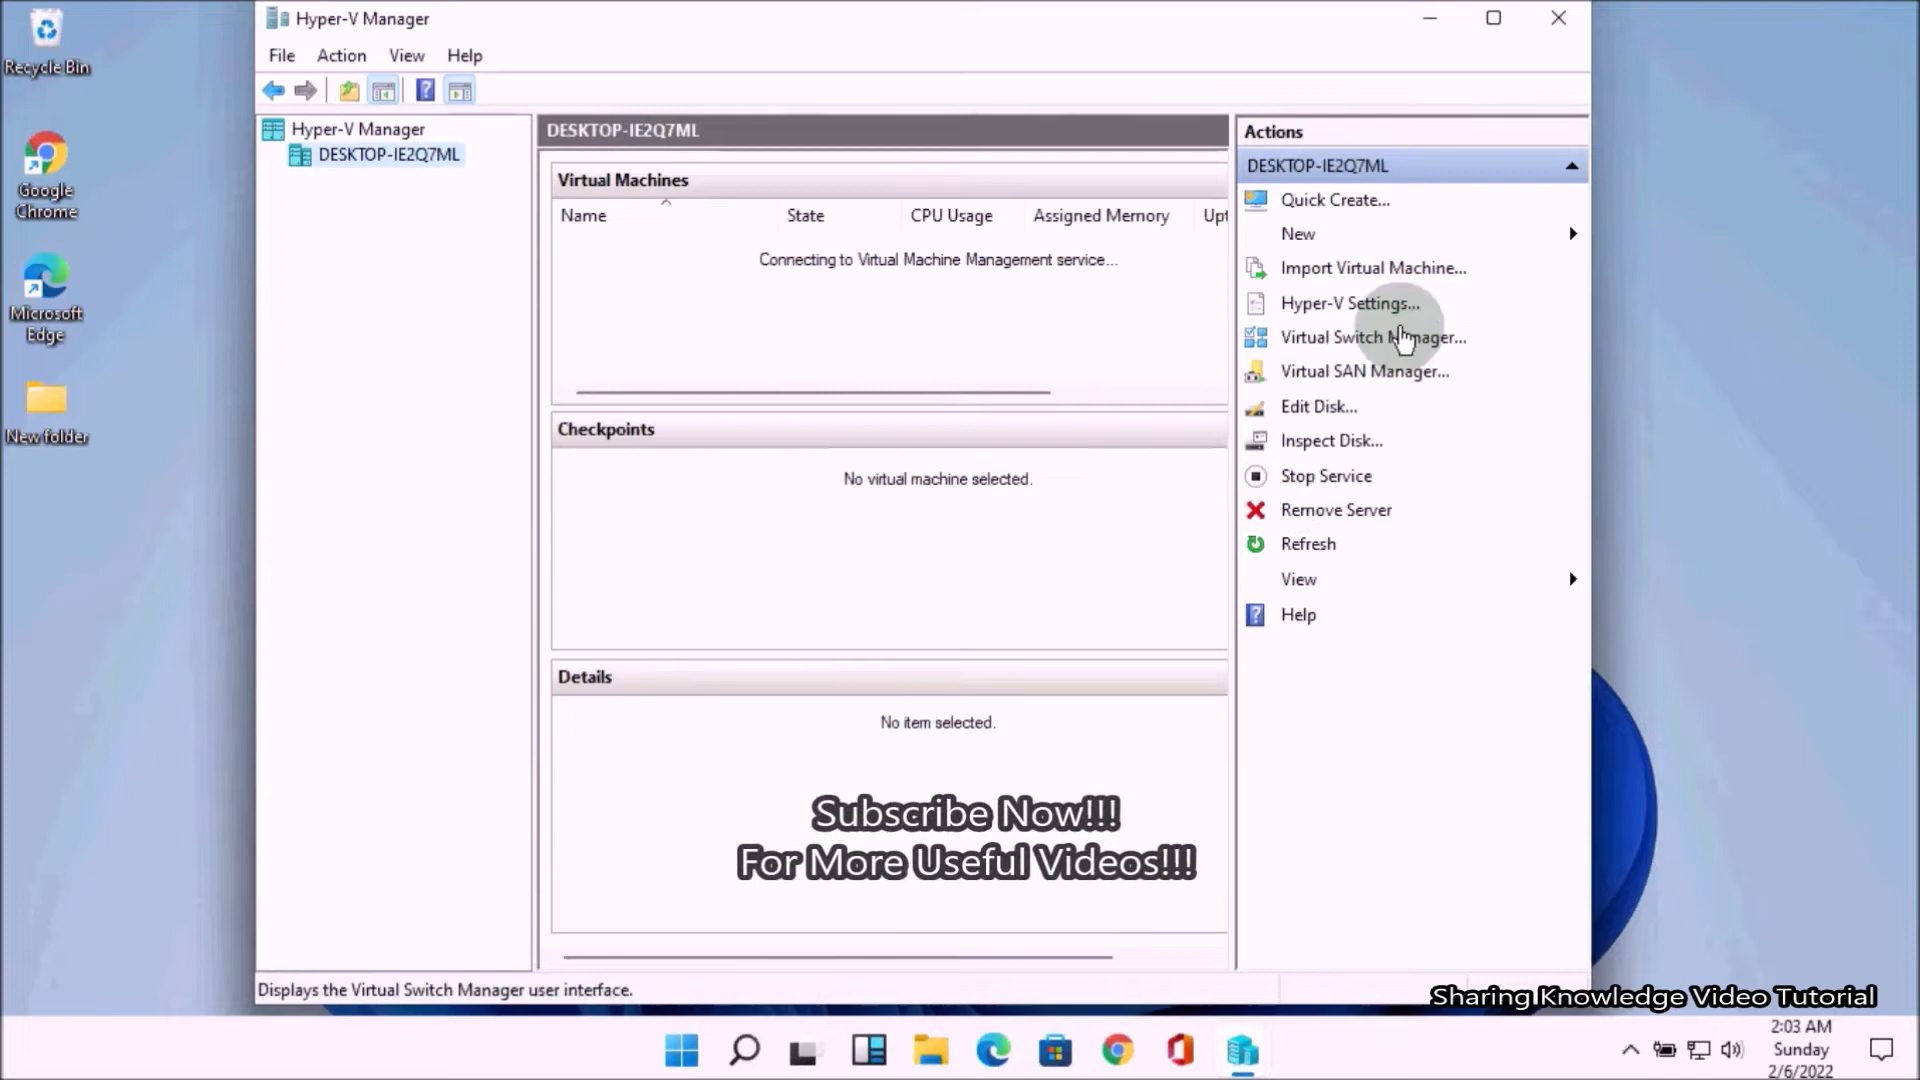 Recycle Bin
Google
Chrome
Microsoft
Edge
New folder
Hyper-V Manager
File Action View Help
Hyper-V Manager
DESKTOP-IE2Q7ML
DESKTOP-IE2Q7ML
Virtual Machines
Name State CPU Usage Assigned Memory Upt
Connecting to Virtual Machine Management service...
Checkpoints
No virtual machine selected.
Details
No item selected.
Subscribe Now!!!
For More Useful Videos!!!
Actions
DESKTOP-IE2Q7ML
Quick Create...
New
Import Virtual Machine...
Hyper-V Settings...
Virtual Switch Manager...
Virtual SAN Manager...
Edit Disk...
Inspect Disk...
Stop Service
Remove Server
Refresh
View
Help
Displays the Virtual Switch Manager user interface.
Sharing Knowledge Video Tutorial
2:03 AM
Sunday
2/6/2022